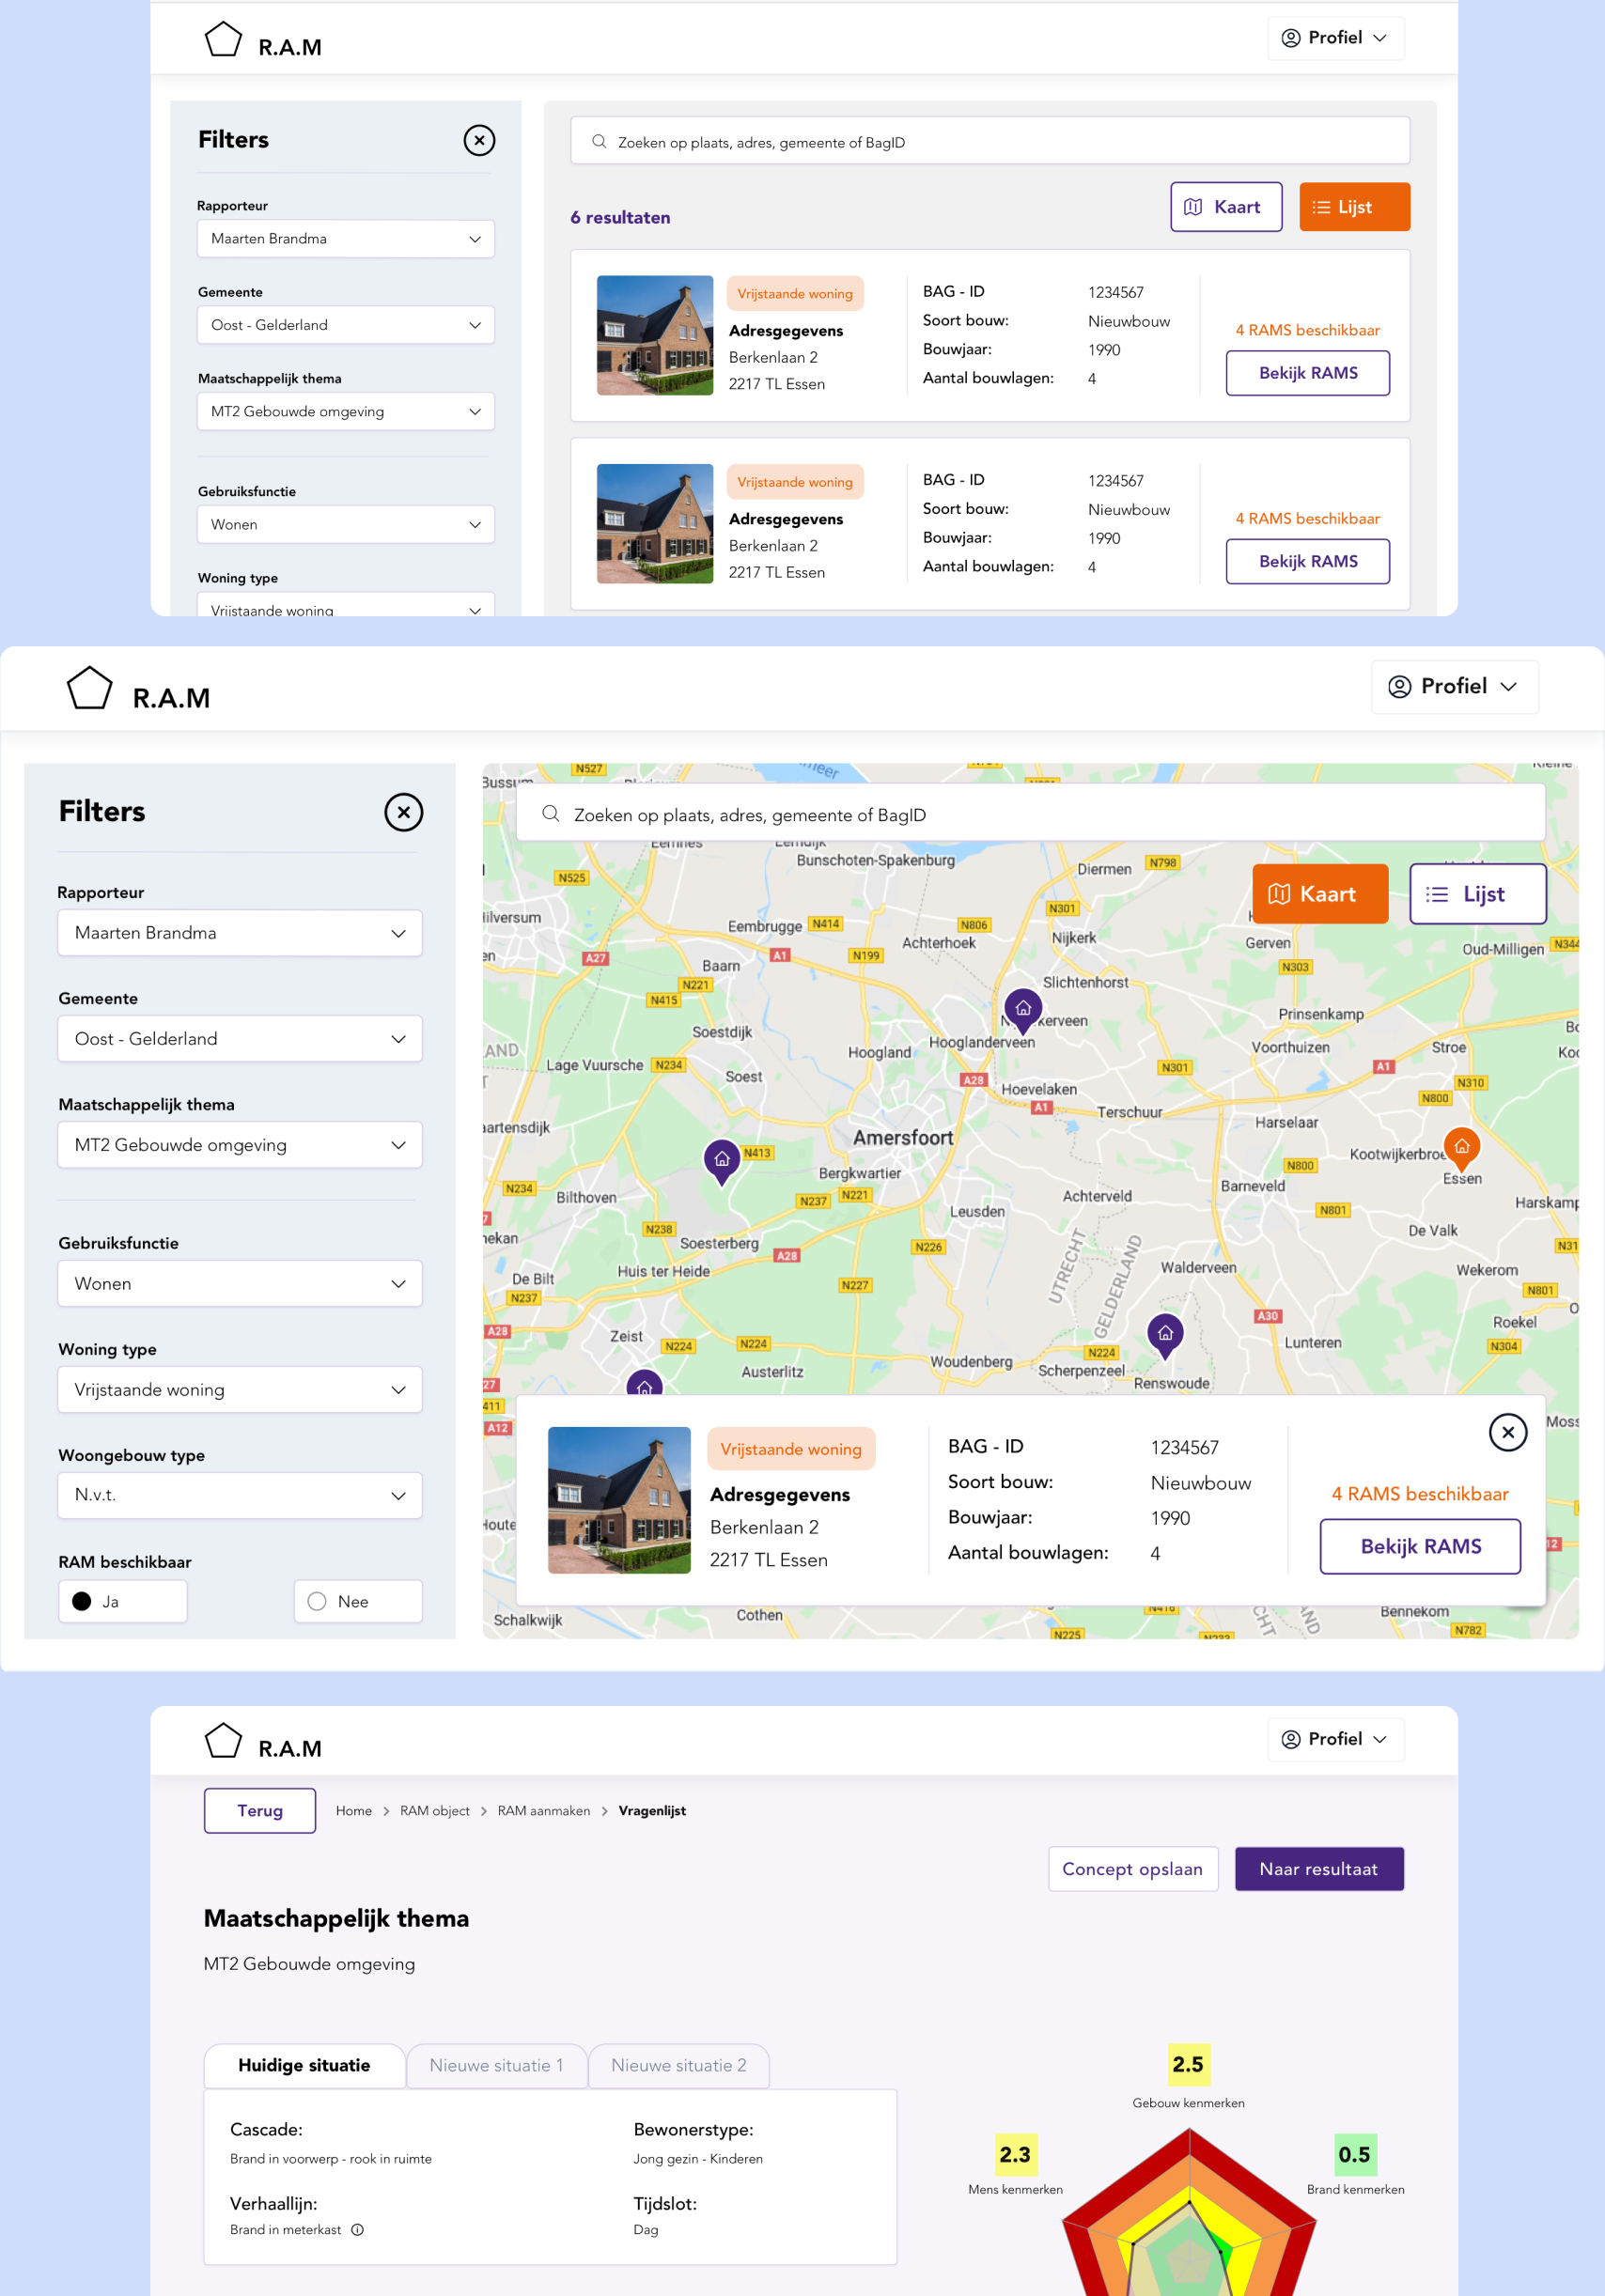 R.A.M
Profiel
Filters
Rapporteur
Maarten Brandma
Gemeente
Oost - Gelderland
Maatschappelijk thema
MT2 Gebouwde omgeving
Gebruiksfunctie
Wonen
Woning type
Vrijstaande woning
Zoeken op plaats, adres, gemeente of BagID
6 resultaten
Kaart
Lijst
Vrijstaande woning
Adresgegevens
Berkenlaan 2
2217 TL Essen
BAG - ID 1234567
Soort bouw: Nieuwbouw
Bouwjaar: 1990
Aantal bouwlagen: 4
4 RAMS beschikbaar
Bekijk RAMS
Vrijstaande woning
Adresgegevens
Berkenlaan 2
2217 TL Essen
BAG - ID 1234567
Soort bouw: Nieuwbouw
Bouwjaar: 1990
Aantal bouwlagen: 4
4 RAMS beschikbaar
Bekijk RAMS
R.A.M
Profiel
Filters
Rapporteur
Maarten Brandma
Gemeente
Oost - Gelderland
Maatschappelijk thema
MT2 Gebouwde omgeving
Gebruiksfunctie
Wonen
Woning type
Vrijstaande woning
Woongebouw type
N.v.t.
RAM beschikbaar
Ja
Nee
N527
Bussum
Zoeken op plaats, adres, gemeente of BagID
Eemnes
Eemdijk
Bunschoten-Spakenburg
Diermen
N798
N525
Kaart
Lijst
N301
Eembrugge
N414
N806
Achterhoek
Nijkerk
Gerven
Oud-Milligen
N344
A27
Baarn
A1
N199
N303
N221
N415
Slichtenhorst
Prinsenkamp
Soestdijk
Hooglanderveen
Hoogland
Voorthuizen
Stroe
Lage Vuursche
N234
Soest
A28
Hoevelaken
N301
A1
N310
N800
A1
Terschuur
Harselaar
Amersfoort
N413
Bergkwartier
N800
Essen
N234
Bilthoven
N237
N221
Achterveld
Barneveld
Harskamp
Leusden
N801
N238
Soesterberg
A28
N226
De Valk
UTRECHT
GELDERLAND
De Bilt
Huis ter Heide
N227
Walderveen
Wekerom
N237
N801
A28
Zeist
N224
N224
A30
Lunteren
Roekel
N304
Austerlitz
Woudenberg
N224
Scherpenzeel
Renswoude
A12
Vrijstaande woning
Adresgegevens
Berkenlaan 2
2217 TL Essen
BAG - ID 1234567
Soort bouw: Nieuwbouw
Bouwjaar: 1990
Aantal bouwlagen: 4
4 RAMS beschikbaar
Bekijk RAMS
Schalkwijk
Cothen
N225
Bennekom
N782
R.A.M
Profiel
Terug
Home > RAM object > RAM aanmaken > Vragenlijst
Concept opslaan
Naar resultaat
Maatschappelijk thema
MT2 Gebouwde omgeving
Huidige situatie
Nieuwe situatie 1
Nieuwe situatie 2
Cascade:
Brand in voorwerp - rook in ruimte
Bewonerstype:
Jong gezin - Kinderen
Verhaallijn:
Brand in meterkast
Tijdslot:
Dag
2.5
Gebouw kenmerken
2.3
Mens kenmerken
0.5
Brand kenmerken